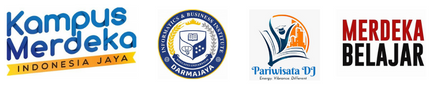 Kampus
Merdeka
INDONESIA JAYA
INFORMATICS & BUSINESS INSTITUTE
DARMAJAYA
Pariwisata DJ
Energy Vibrance Different
MERDEKA
BELAJAR